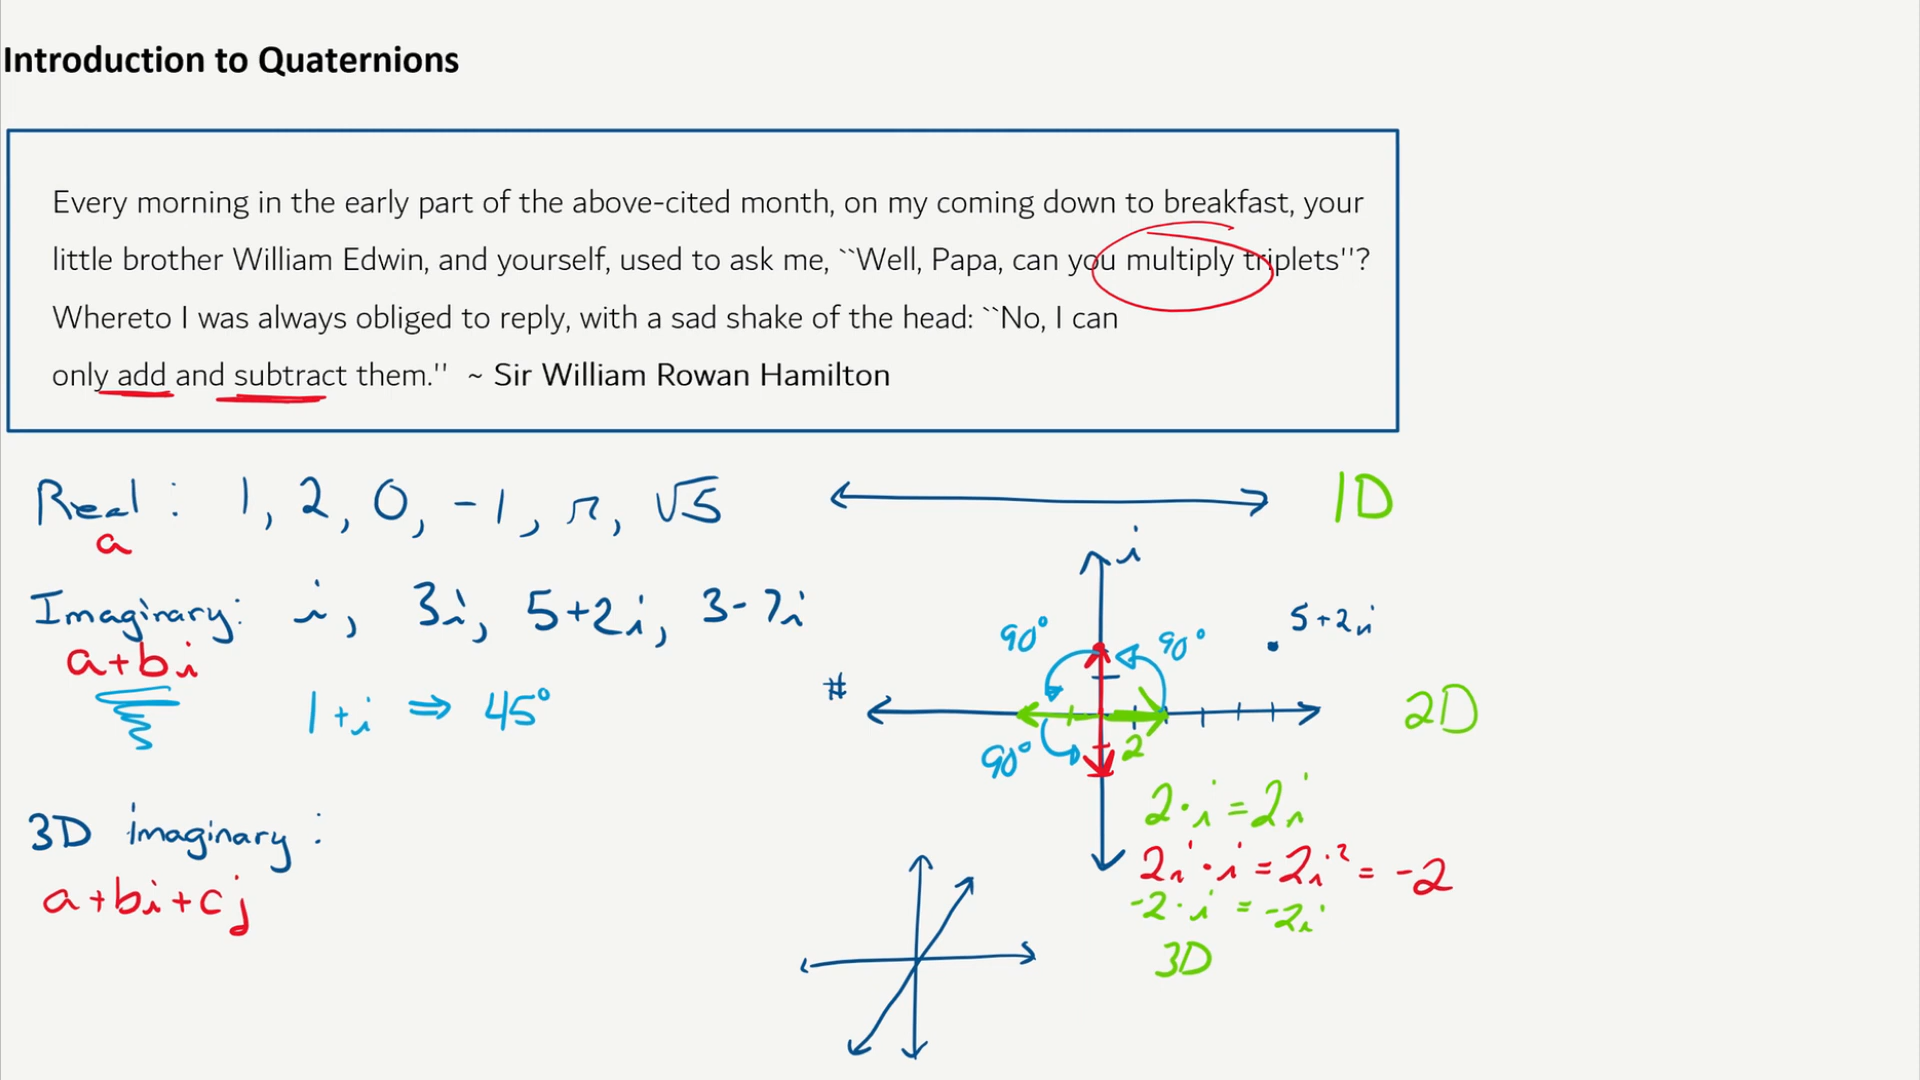 Introduction to Quaternions
Every morning in the early part of the above-cited month, on my coming down to breakfast, your
little brother William Edwin, and yourself, used to ask me, ``Well, Papa, can you multiply triplets''?
Whereto I was always obliged to reply, with a sad shake of the head: ``No, I can
only add and subtract them.'' ~ Sir William Rowan Hamilton
Real : 1, 2, 0, -1, π, √5
1D
a
i
Imaginary: i, 3i, 5+2i, 3-7i
5+2i
90° 90°
a+bi
#
1+i ⇒ 45°
2D
90°
2
2·i = 2i
3D imaginary :
2i·i = 2i² = -2
a+bi+cj
-2·i = -2i
3D